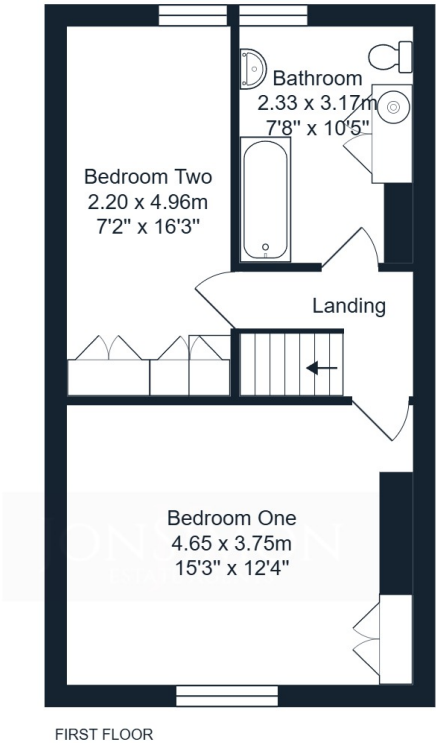 Bathroom
2.33 x 3.17m
7'8" x 10'5"
Bedroom Two
2.20 x 4.96m
7'2" x 16'3"
Landing
Bedroom One
4.65 x 3.75m
15'3" x 12'4"
FIRST FLOOR